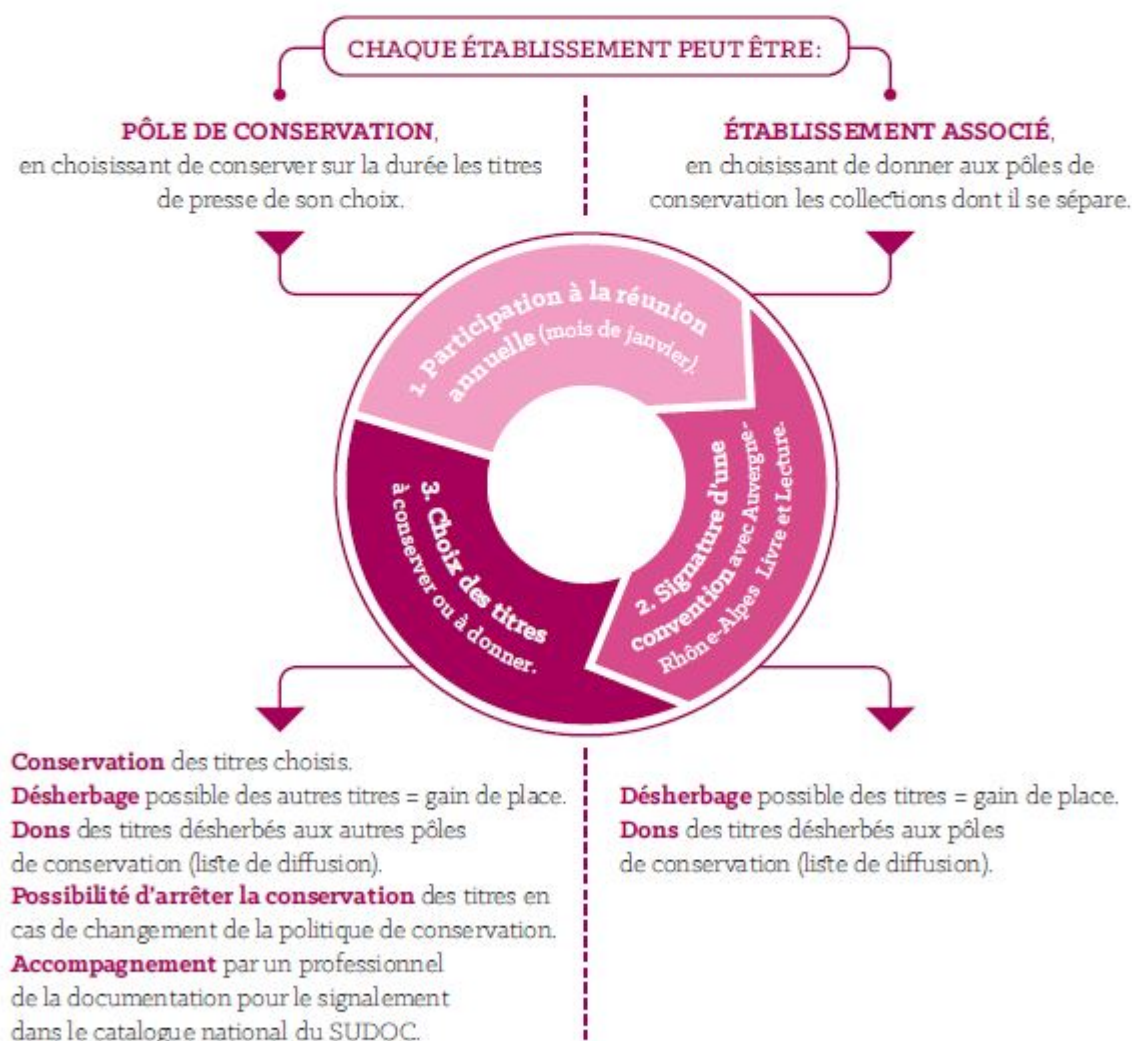 CHAQUE ÉTABLISSEMENT PEUT ÊTRE :
PÔLE DE CONSERVATION,
en choisissant de conserver sur la durée les titres
de presse de son choix.
ÉTABLISSEMENT ASSOCIÉ,
en choisissant de donner aux pôles de
conservation les collections dont il se sépare.
1. Participation à la réunion
annuelle (mois de janvier).
2. Signature d'une
convention avec Auvergne-
Rhône-Alpes Livre et Lecture.
3. Choix des titres
à conserver ou à donner.
Conservation des titres choisis.
Désherbage possible des autres titres = gain de place.
Dons des titres désherbés aux autres pôles
de conservation (liste de diffusion).
Possibilité d'arrêter la conservation des titres en
cas de changement de la politique de conservation.
Accompagnement par un professionnel
de la documentation pour le signalement
dans le catalogue national du SUDOC.
Désherbage possible des titres = gain de place.
Dons des titres désherbés aux pôles
de conservation (liste de diffusion).